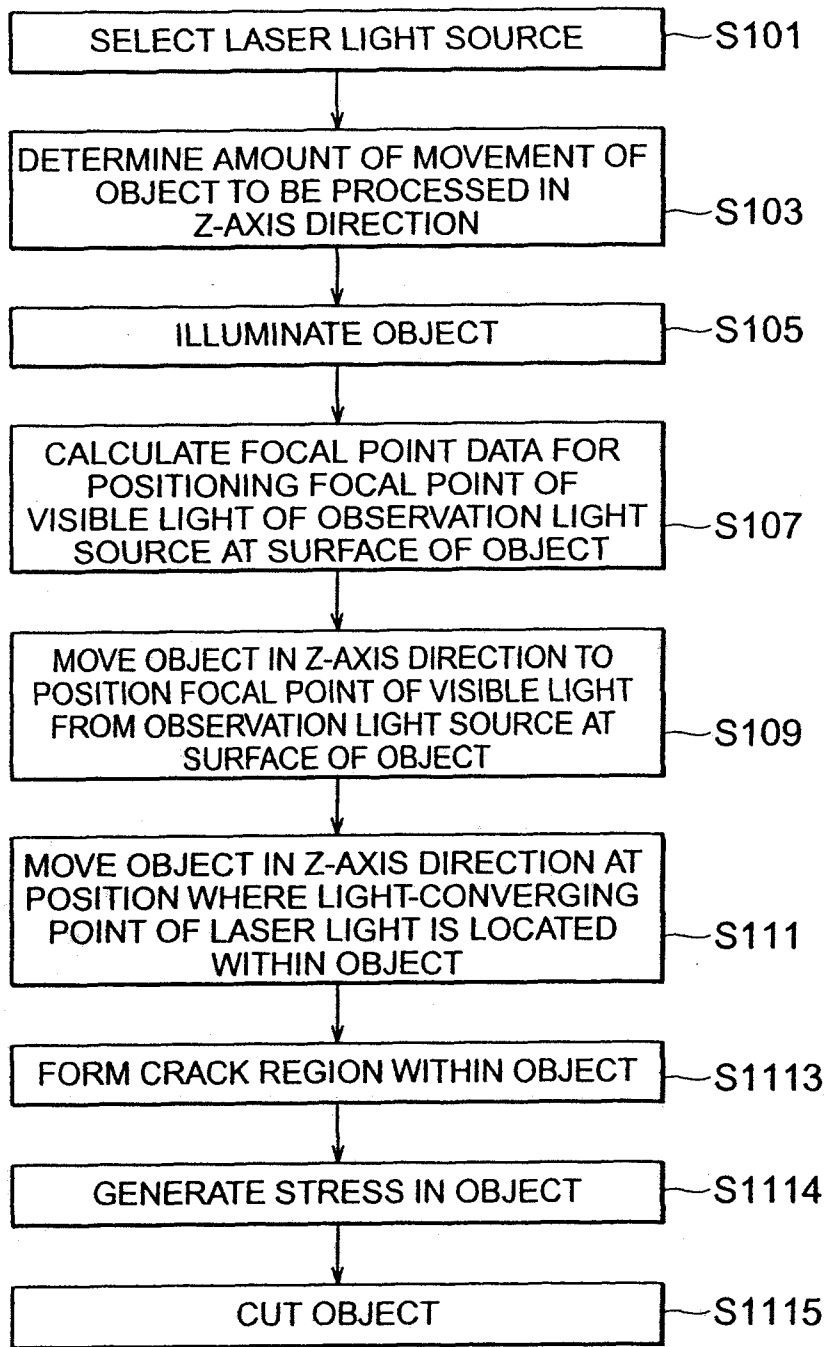 SELECT LASER LIGHT SOURCE
S101
DETERMINE AMOUNT OF MOVEMENT OF
OBJECT TO BE PROCESSED IN
Z-AXIS DIRECTION
S103
ILLUMINATE OBJECT
S105
CALCULATE FOCAL POINT DATA FOR
POSITIONING FOCAL POINT OF
VISIBLE LIGHT OF OBSERVATION LIGHT
SOURCE AT SURFACE OF OBJECT
S107
MOVE OBJECT IN Z-AXIS DIRECTION TO
POSITION FOCAL POINT OF VISIBLE LIGHT
FROM OBSERVATION LIGHT SOURCE AT
SURFACE OF OBJECT
S109
MOVE OBJECT IN Z-AXIS DIRECTION AT
POSITION WHERE LIGHT-CONVERGING
POINT OF LASER LIGHT IS LOCATED
WITHIN OBJECT
S111
FORM CRACK REGION WITHIN OBJECT
S1113
GENERATE STRESS IN OBJECT
S1114
CUT OBJECT
S1115